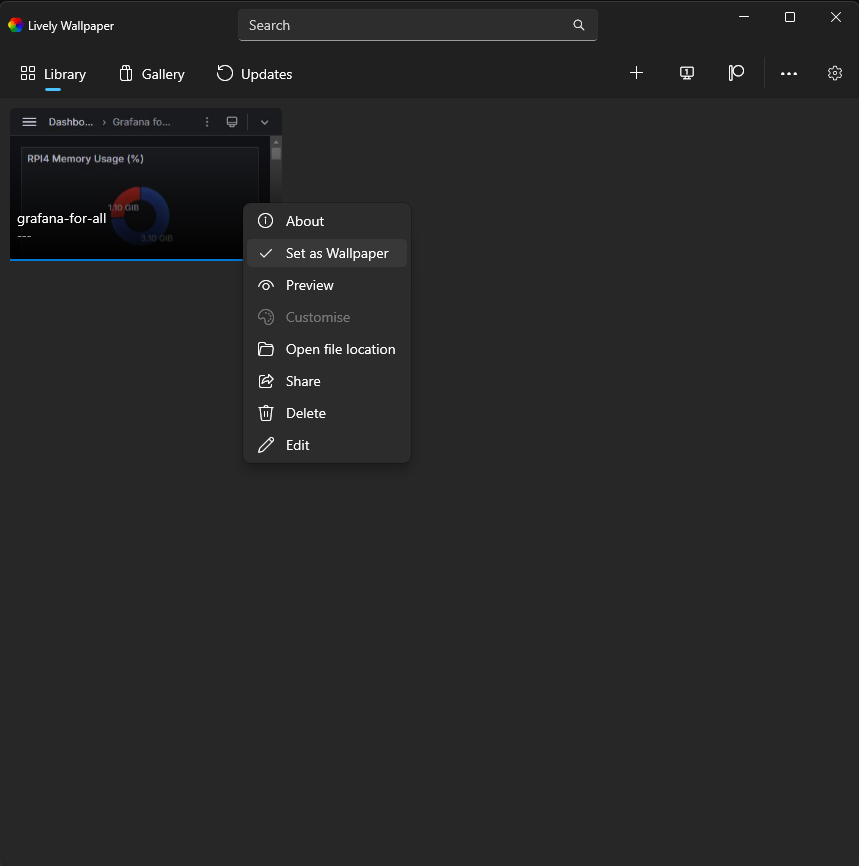 Lively Wallpaper
Search
Library
Gallery
Updates
1
Dashbo... › Grafana fo...
RPI4 Memory Usage (%)
1.10 GIB
grafana-for-all
---
3.10 GIB
About
Set as Wallpaper
Preview
Customise
Open file location
Share
Delete
Edit